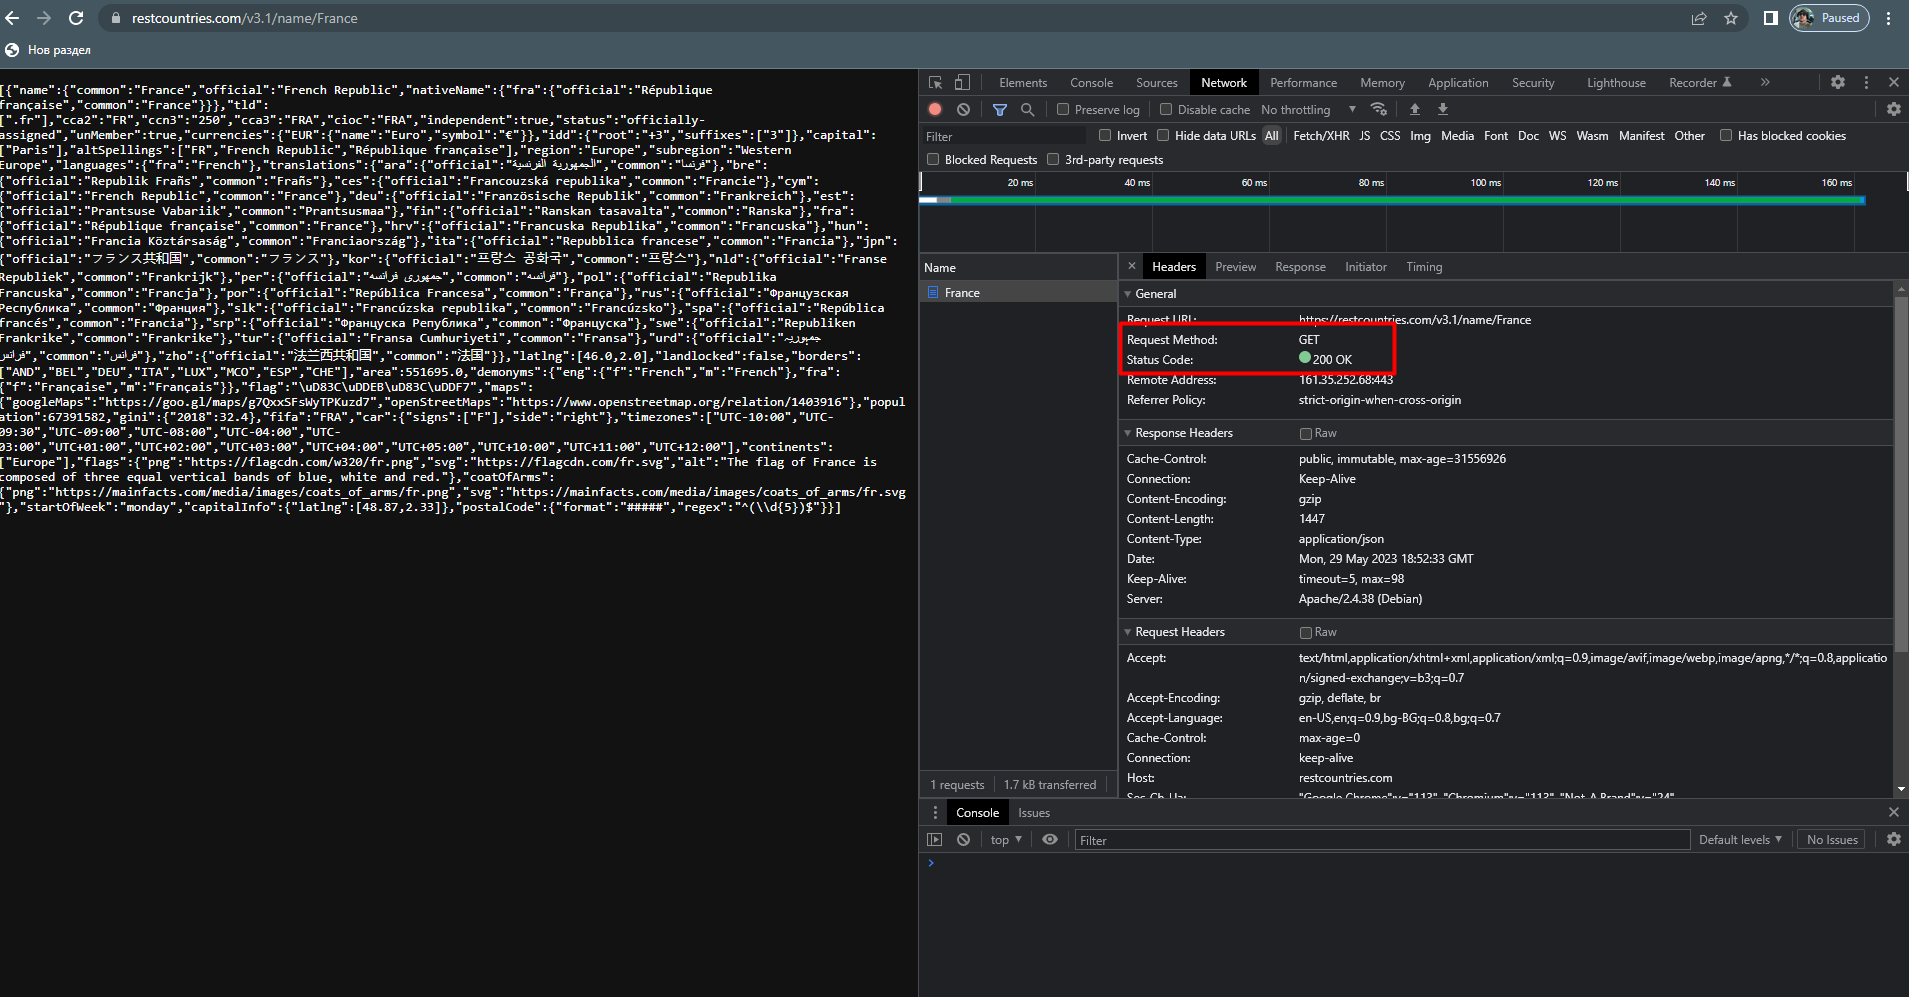 restcountries.com/v3.1/name/France
Paused
Нов раздел
[{"name":{"common":"France","official":"French Republic","nativeName":{"fra":{"official":"République
française","common":"France"}}},"tld":
[".fr"],"cca2":"FR","ccn3":"250","cca3":"FRA","cioc":"FRA","independent":true,"status":"officially-
assigned","unMember":true,"currencies":{"EUR":{"name":"Euro","symbol":"€"}},"idd":{"root":"+3","suffixes":["3"]},"capital":
["Paris"],"altSpellings":["FR","French Republic","République française"],"region":"Europe","subregion":"Western
Europe","languages":{"fra":"French"},"translations":{"ara":{"official":"الجمهورية الفرنسية","common":"فرنسا"},"bre":
{"official":"Republik Frañs","common":"Frañs"},"ces":{"official":"Francouzská republika","common":"Francie"},"cym":
{"official":"French Republic","common":"France"},"deu":{"official":"Französische Republik","common":"Frankreich"},"est":
{"official":"Prantsuse Vabariik","common":"Prantsusmaa"},"fin":{"official":"Ranskan tasavalta","common":"Ranska"},"fra":
{"official":"République française","common":"France"},"hrv":{"official":"Francuska Republika","common":"Francuska"},"hun":
{"official":"Francia Köztársaság","common":"Franciaország"},"ita":{"official":"Repubblica francese","common":"Francia"},"jpn":
{"official":"フランス共和国","common":"フランス"},"kor":{"official":"프랑스 공화국","common":"프랑스"},"nld":{"official":"Franse
Republiek","common":"Frankrijk"},"per":{"official":"جمهوری فرانسه","common":"فرانسه"},"pol":{"official":"Republika
Francuska","common":"Francja"},"por":{"official":"República Francesa","common":"França"},"rus":{"official":"Французская
Республика","common":"Франция"},"slk":{"official":"Francúzska republika","common":"Francúzsko"},"spa":{"official":"República
francés","common":"Francia"},"srp":{"official":"Француска Република","common":"Француска"},"swe":{"official":"Republiken
Frankrike","common":"Frankrike"},"tur":{"official":"Fransa Cumhuriyeti","common":"Fransa"},"urd":{"official":"جمہوریہ
فرانس","common":"فرانس"},"zho":{"official":"法兰西共和国","common":"法国"}},"latlng":[46.0,2.0],"landlocked":false,"borders":
["AND","BEL","DEU","ITA","LUX","MCO","ESP","CHE"],"area":551695.0,"demonyms":{"eng":{"f":"French","m":"French"},"fra":
{"f":"Française","m":"Français"}},"flag":"\uD83C\uDDEB\uD83C\uDDF7","maps":
{"googleMaps":"https://goo.gl/maps/g7QxxSFsWyTPKuzd7","openStreetMaps":"https://www.openstreetmap.org/relation/1403916"},"popul
ation":67391582,"gini":{"2018":32.4},"fifa":"FRA","car":{"signs":["F"],"side":"right"},"timezones":["UTC-10:00","UTC-
09:30","UTC-09:00","UTC-08:00","UTC-04:00","UTC-
03:00","UTC+01:00","UTC+02:00","UTC+03:00","UTC+04:00","UTC+05:00","UTC+10:00","UTC+11:00","UTC+12:00"],"continents":
["Europe"],"flags":{"png":"https://flagcdn.com/w320/fr.png","svg":"https://flagcdn.com/fr.svg","alt":"The flag of France is
composed of three equal vertical bands of blue, white and red."},"coatOfArms":
{"png":"https://mainfacts.com/media/images/coats_of_arms/fr.png","svg":"https://mainfacts.com/media/images/coats_of_arms/fr.svg
"},"startOfWeek":"monday","capitalInfo":{"latlng":[48.87,2.33]},"postalCode":{"format":"#####","regex":"^(\\d{5})$"}}]
Elements Console Sources Network Performance Memory Application Security Lighthouse Recorder »
Preserve log Disable cache No throttling
Filter Invert Hide data URLs All Fetch/XHR JS CSS Img Media Font Doc WS Wasm Manifest Other Has blocked cookies
Blocked Requests 3rd-party requests
20 ms 40 ms 60 ms 80 ms 100 ms 120 ms 140 ms 160 ms
Name
France
1 requests 1.7 kB transferred
× Headers Preview Response Initiator Timing
General
Request URL: https://restcountries.com/v3.1/name/France
Request Method: GET
Status Code: 200 OK
Remote Address: 161.35.252.68:443
Referrer Policy: strict-origin-when-cross-origin
Response Headers Raw
Cache-Control: public, immutable, max-age=31556926
Connection: Keep-Alive
Content-Encoding: gzip
Content-Length: 1447
Content-Type: application/json
Date: Mon, 29 May 2023 18:52:33 GMT
Keep-Alive: timeout=5, max=98
Server: Apache/2.4.38 (Debian)
Request Headers Raw
Accept: text/html,application/xhtml+xml,application/xml;q=0.9,image/avif,image/webp,image/apng,*/*;q=0.8,applicatio
n/signed-exchange;v=b3;q=0.7
Accept-Encoding: gzip, deflate, br
Accept-Language: en-US,en;q=0.9,bg-BG;q=0.8,bg;q=0.7
Cache-Control: max-age=0
Connection: keep-alive
Host: restcountries.com
Sec-Ch-Ua: "Google Chrome";v="113", "Chromium";v="113", "Not-A.Brand";v="24"
Console Issues
top Filter Default levels No Issues